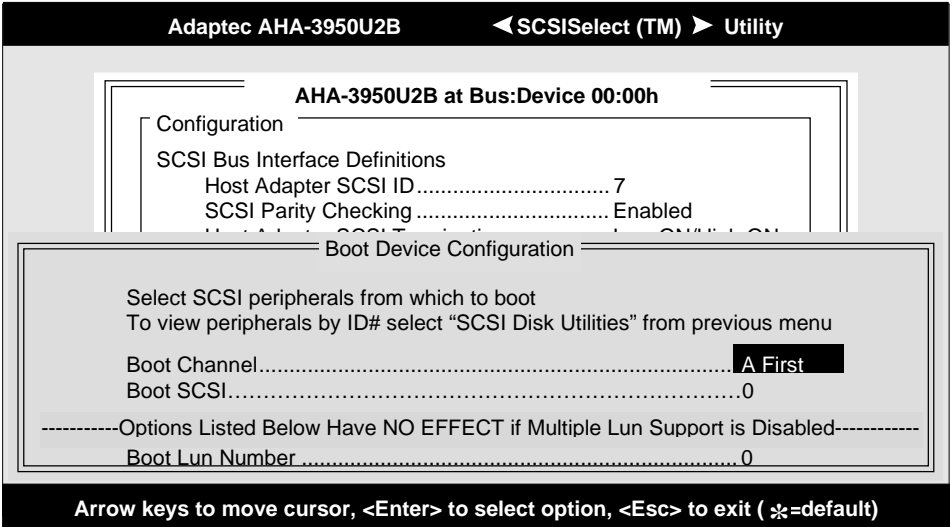 Adaptec AHA-3950U2B ◄SCSISelect (TM) ► Utility
AHA-3950U2B at Bus:Device 00:00h
Configuration
SCSI Bus Interface Definitions
Host Adapter SCSI ID................................ 7
SCSI Parity Checking ................................ Enabled
Host Adapter SCSI Termination
Boot Device Configuration
Select SCSI peripherals from which to boot
To view peripherals by ID# select “SCSI Disk Utilities” from previous menu
Boot Channel................................................................................ A First
Boot SCSI……………………………………………………………………….0
-----------Options Listed Below Have NO EFFECT if Multiple Lun Support is Disabled------------
Boot Lun Number ......................................................................... 0
Arrow keys to move cursor, <Enter> to select option, <Esc> to exit ( *=default)